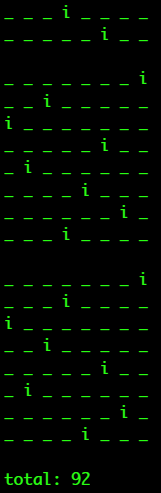 _ _ _ i _ _ _ _
_ _ _ _ _ i _ _

_ _ _ _ _ _ _ i
_ _ i _ _ _ _ _
i _ _ _ _ _ _ _
_ _ _ _ _ i _ _
_ i _ _ _ _ _ _
_ _ _ _ i _ _ _
_ _ _ _ _ _ i _
_ _ _ i _ _ _ _

_ _ _ _ _ _ _ i
_ _ _ i _ _ _ _
i _ _ _ _ _ _ _
_ _ i _ _ _ _ _
_ _ _ _ _ i _ _
_ i _ _ _ _ _ _
_ _ _ _ _ _ i _
_ _ _ _ i _ _ _

total: 92